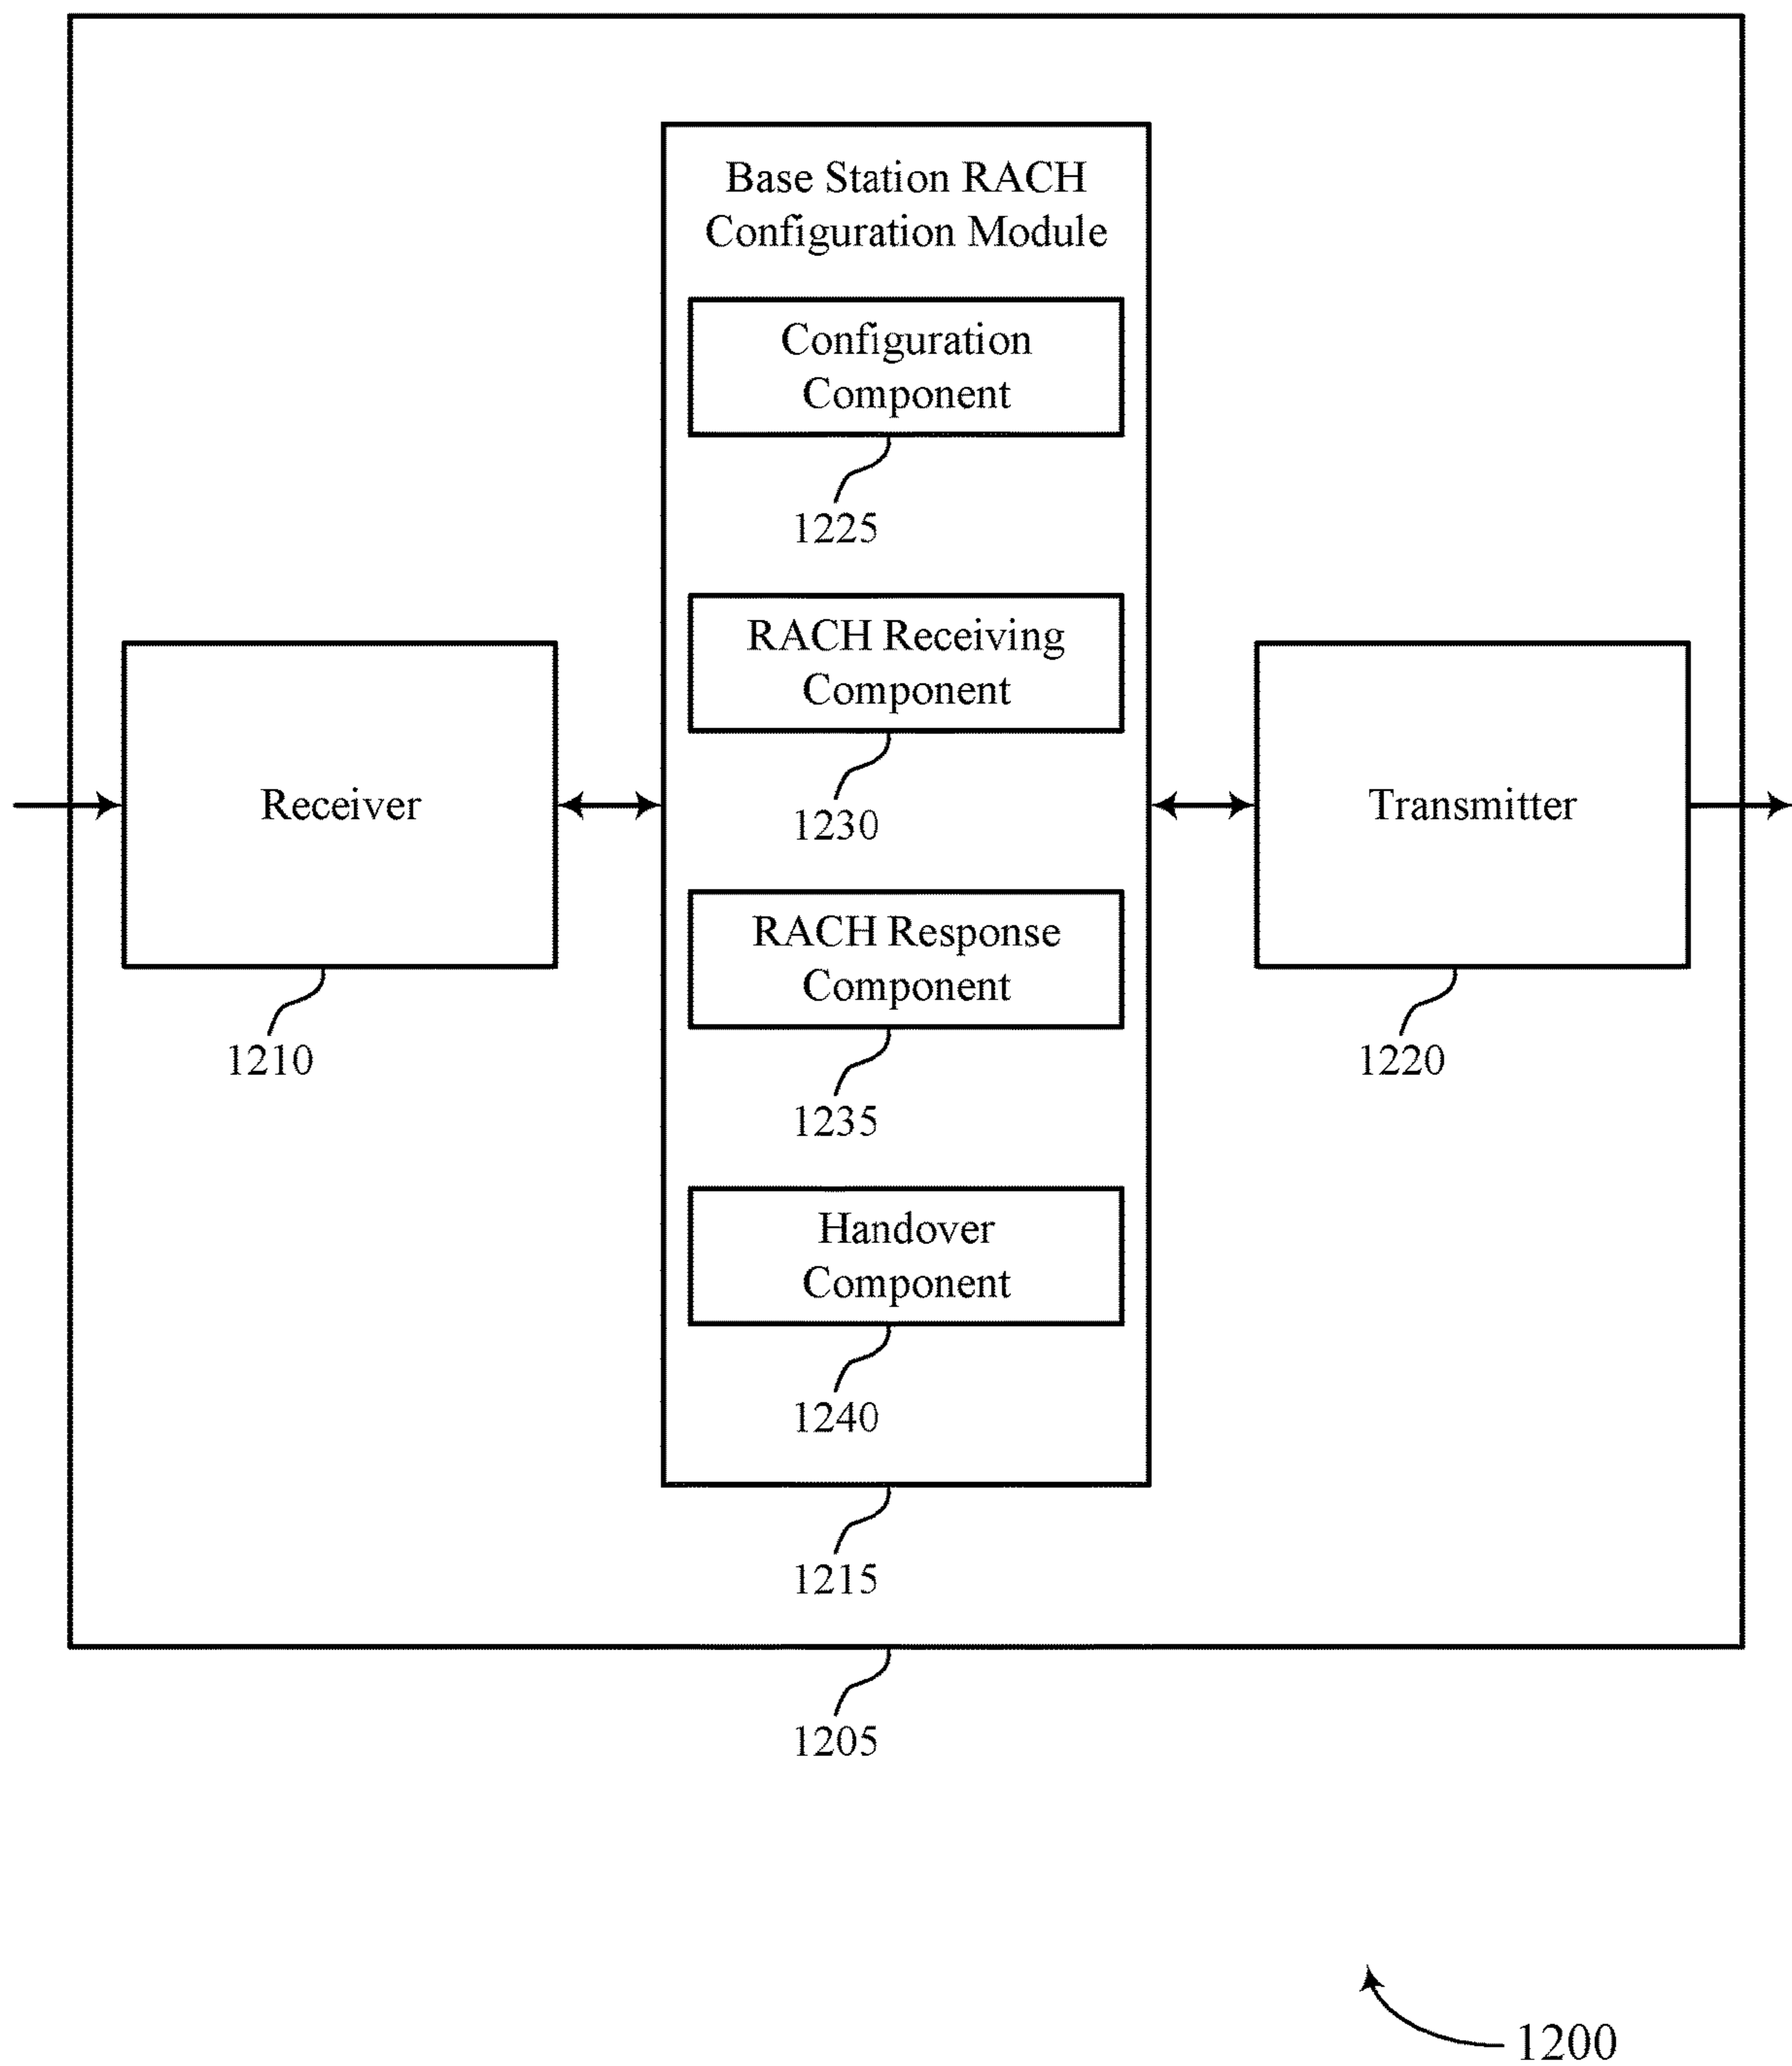 Base Station RACH
Configuration Module
Configuration
Component
1225
RACH Receiving
Component
1230
Receiver
1210
Transmitter
1220
RACH Response
Component
1235
Handover
Component
1240
1215
1205
1200